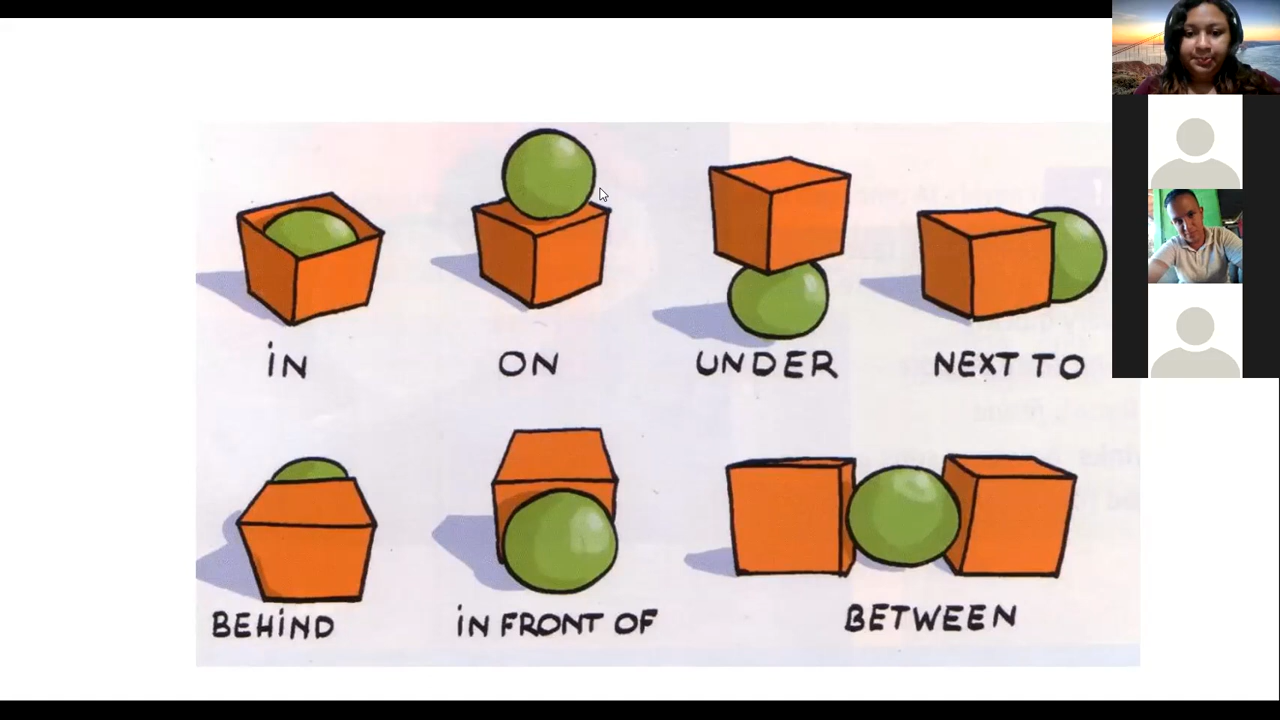 iN
ON
UNDER
NEXT TO
BEHiND
iN FRONT OF
BETWEEN